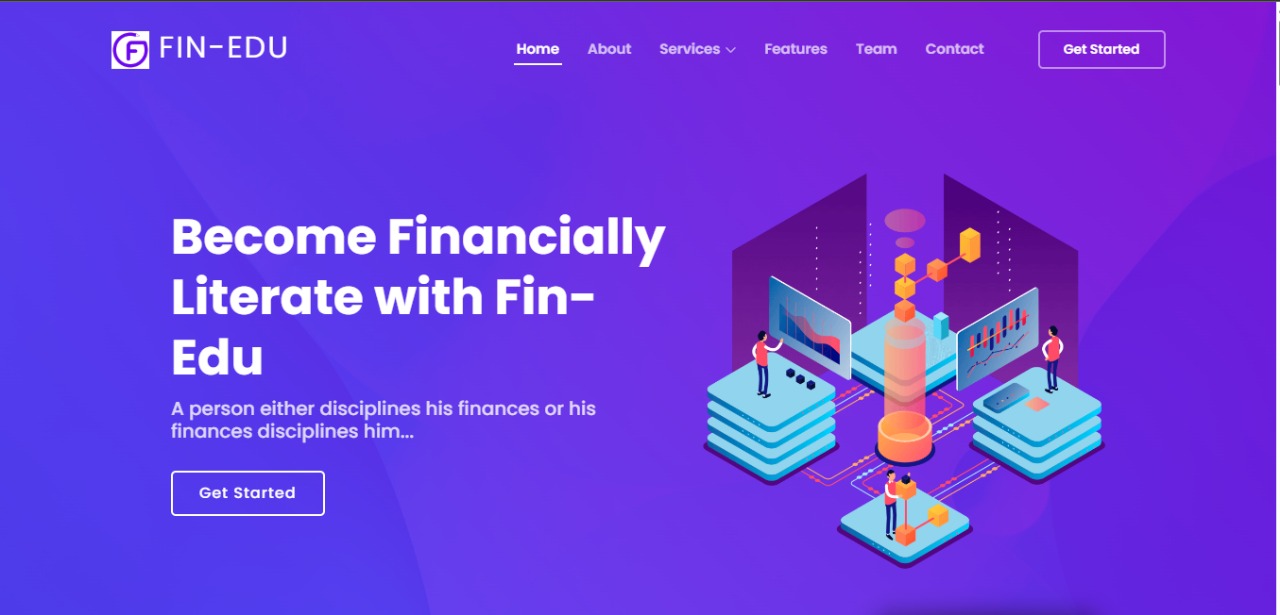 FIN-EDU
Home About Services Features Team Contact Get Started
Become Financially
Literate with Fin-
Edu
A person either disciplines his finances or his
finances disciplines him...
Get Started